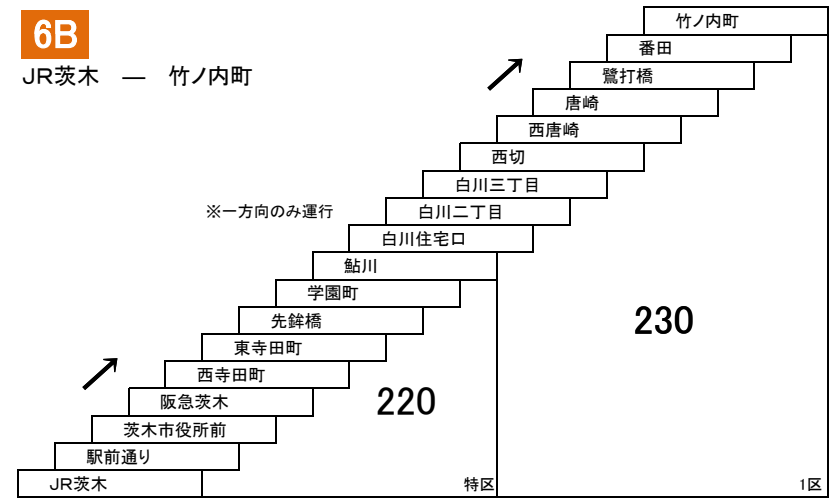 6B
JR茨木 ― 竹ノ内町
竹ノ内町
番田
鷺打橋
唐崎
西唐崎
西切
白川三丁目
※一方向のみ運行
白川二丁目
白川住宅口
鮎川
学園町
先鉾橋
230
東寺田町
西寺田町
阪急茨木
220
茨木市役所前
駅前通り
JR茨木
特区
1区